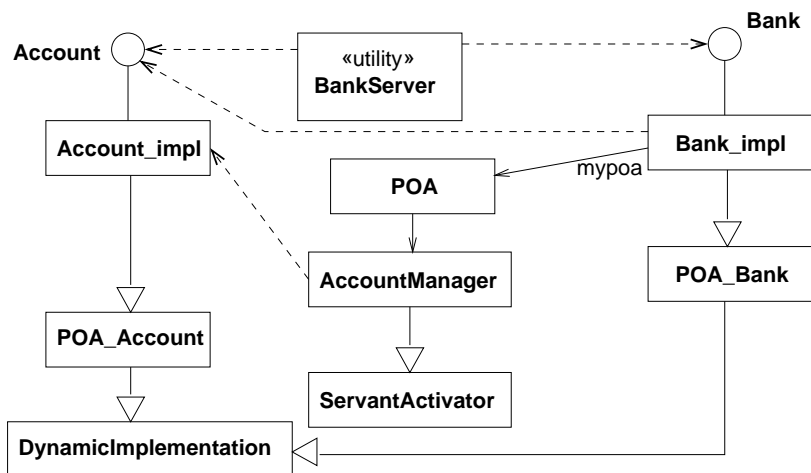 Bank
Account
«utility»
BankServer
Account_impl
Bank_impl
mypoa
POA
AccountManager
POA_Bank
POA_Account
ServantActivator
DynamicImplementation